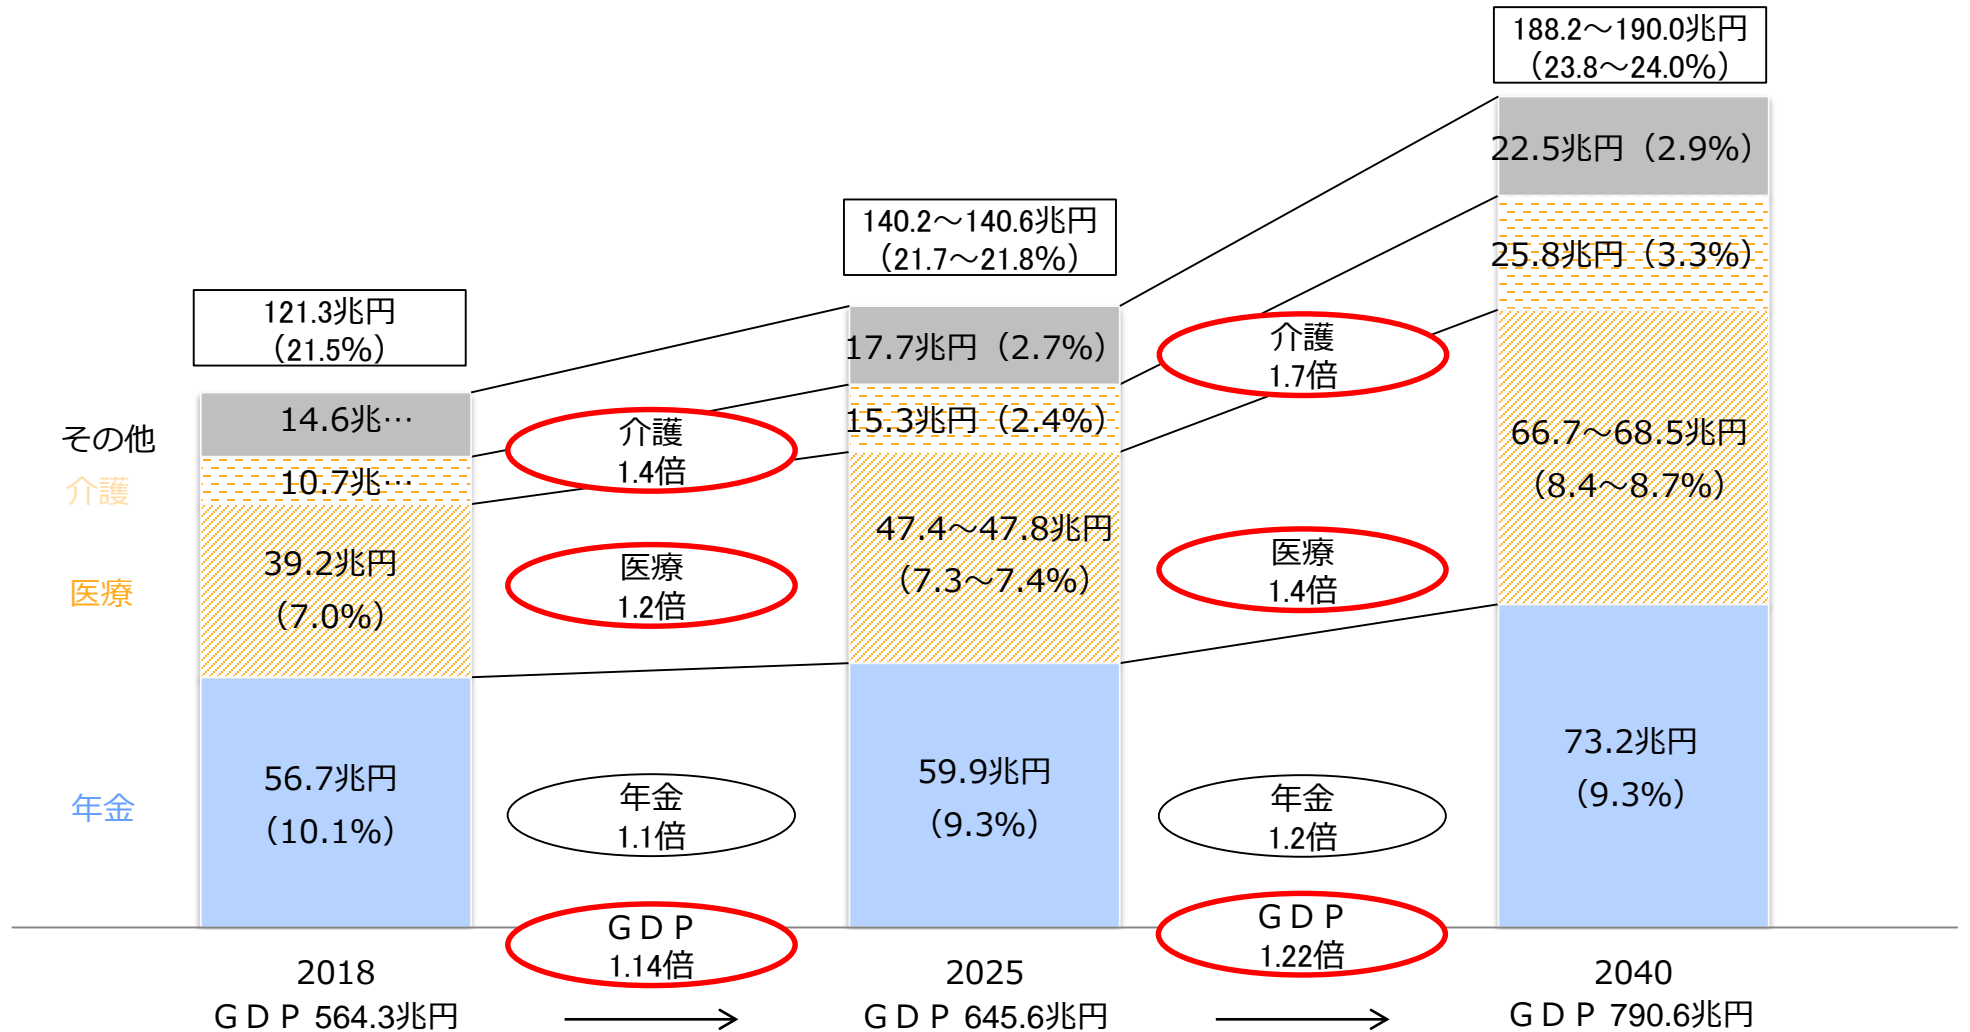 188.2～190.0兆円
（23.8～24.0％）
22.5兆円（2.9%）
25.8兆円（3.3%）
66.7～68.5兆円
（8.4～8.7%）
73.2兆円
（9.3%）
140.2～140.6兆円
（21.7～21.8％）
17.7兆円（2.7%）
15.3兆円（2.4%）
47.4～47.8兆円
（7.3～7.4%）
59.9兆円
（9.3%）
121.3兆円
（21.5％）
14.6兆…
10.7兆…
39.2兆円
（7.0%）
56.7兆円
（10.1%）
その他
介護
医療
年金
介護
1.4倍
医療
1.2倍
年金
1.1倍
ＧＤＰ
1.14倍
介護
1.7倍
医療
1.4倍
年金
1.2倍
ＧＤＰ
1.22倍
2018
ＧＤＰ 564.3兆円
2025
ＧＤＰ 645.6兆円
2040
ＧＤＰ 790.6兆円